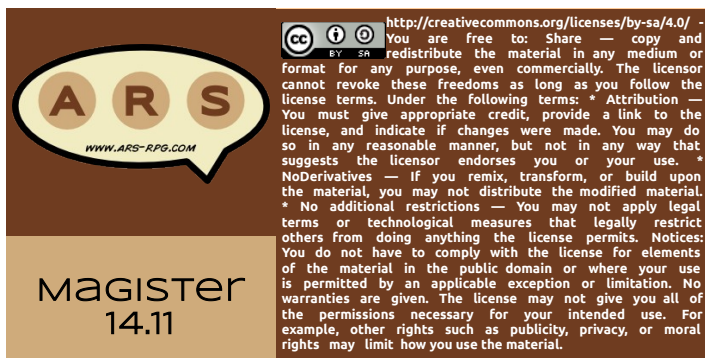 A R S
www.ARS-RPG.com
Magister
14.11
cc
BY SA
http://creativecommons.org/licenses/by-sa/4.0/ -
You are free to: Share — copy and
redistribute the material in any medium or
format for any purpose, even commercially. The licensor
cannot revoke these freedoms as long as you follow the
license terms. Under the following terms: * Attribution —
You must give appropriate credit, provide a link to the
license, and indicate if changes were made. You may do
so in any reasonable manner, but not in any way that
suggests the licensor endorses you or your use. *
NoDerivatives — If you remix, transform, or build upon
the material, you may not distribute the modified material.
* No additional restrictions — You may not apply legal
terms or technological measures that legally restrict
others from doing anything the license permits. Notices:
You do not have to comply with the license for elements
of the material in the public domain or where your use
is permitted by an applicable exception or limitation. No
warranties are given. The license may not give you all of
the permissions necessary for your intended use. For
example, other rights such as publicity, privacy, or moral
rights may limit how you use the material.